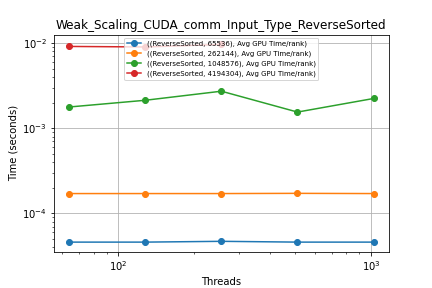 Weak_Scaling_CUDA_comm_Input_Type_ReverseSorted
((ReverseSorted, 65536), Avg GPU Time/rank)
((ReverseSorted, 262144), Avg GPU Time/rank)
((ReverseSorted, 1048576), Avg GPU Time/rank)
((ReverseSorted, 4194304), Avg GPU Time/rank)
Time (seconds)
10⁻²
10⁻³
10⁻⁴
10² 10³
Threads